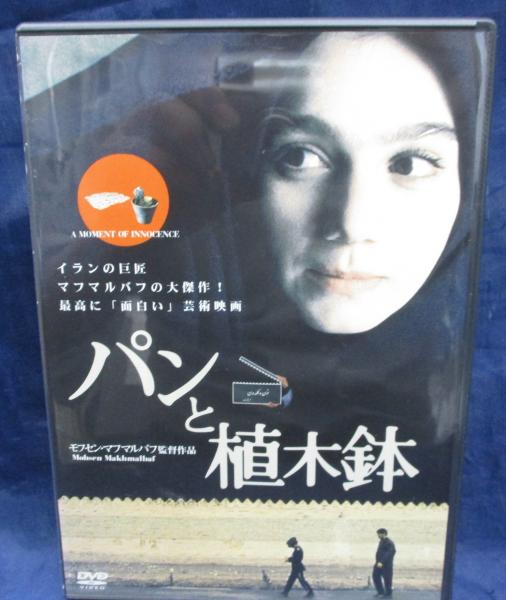 A MOMENT OF INNOCENCE
イランの巨匠
マフマルバフの大傑作！
最高に「面白い」芸術映画
パンと
植木鉢
モフセン・マフマルバフ監督作品
Mohsen Makhmalbaf
DVD
VIDEO